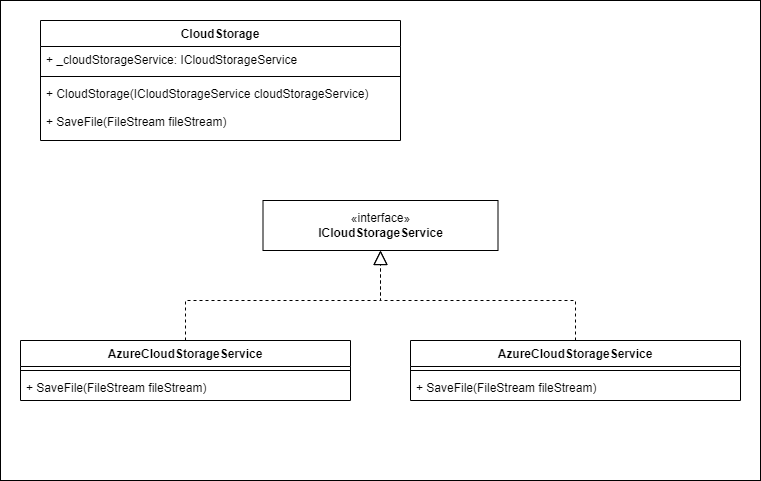 CloudStorage
+ _cloudStorageService: ICloudStorageService
+ CloudStorage(ICloudStorageService cloudStorageService)
+ SaveFile(FileStream fileStream)
«interface»
ICloudStorageService
AzureCloudStorageService
+ SaveFile(FileStream fileStream)
AzureCloudStorageService
+ SaveFile(FileStream fileStream)